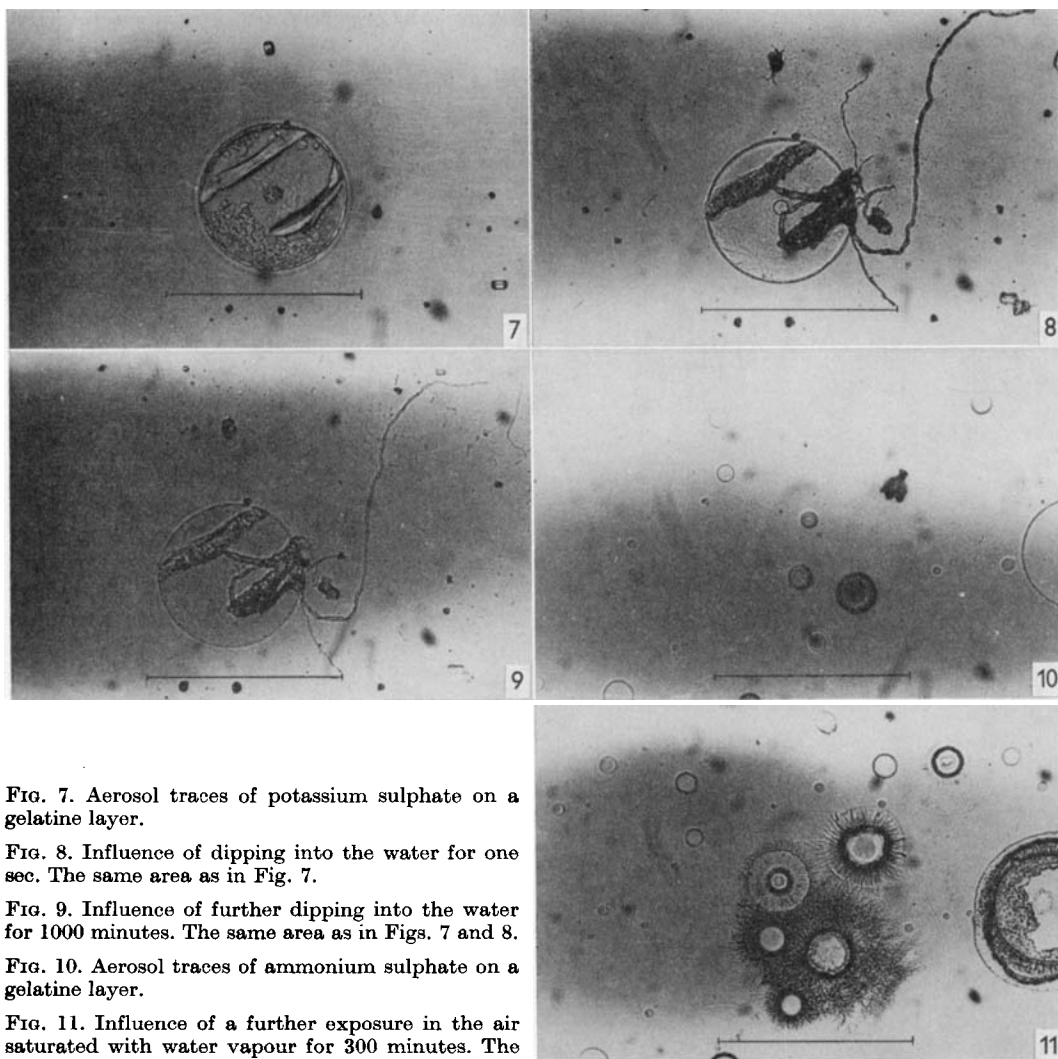 7
8
9
10
FIG. 7. Aerosol traces of potassium sulphate on a
gelatine layer.
FIG. 8. Influence of dipping into the water for one
sec. The same area as in Fig. 7.
FIG. 9. Influence of further dipping into the water
for 1000 minutes. The same area as in Figs. 7 and 8.
FIG. 10. Aerosol traces of ammonium sulphate on a
gelatine layer.
FIG. 11. Influence of a further exposure in the air
saturated with water vapour for 300 minutes. The
11